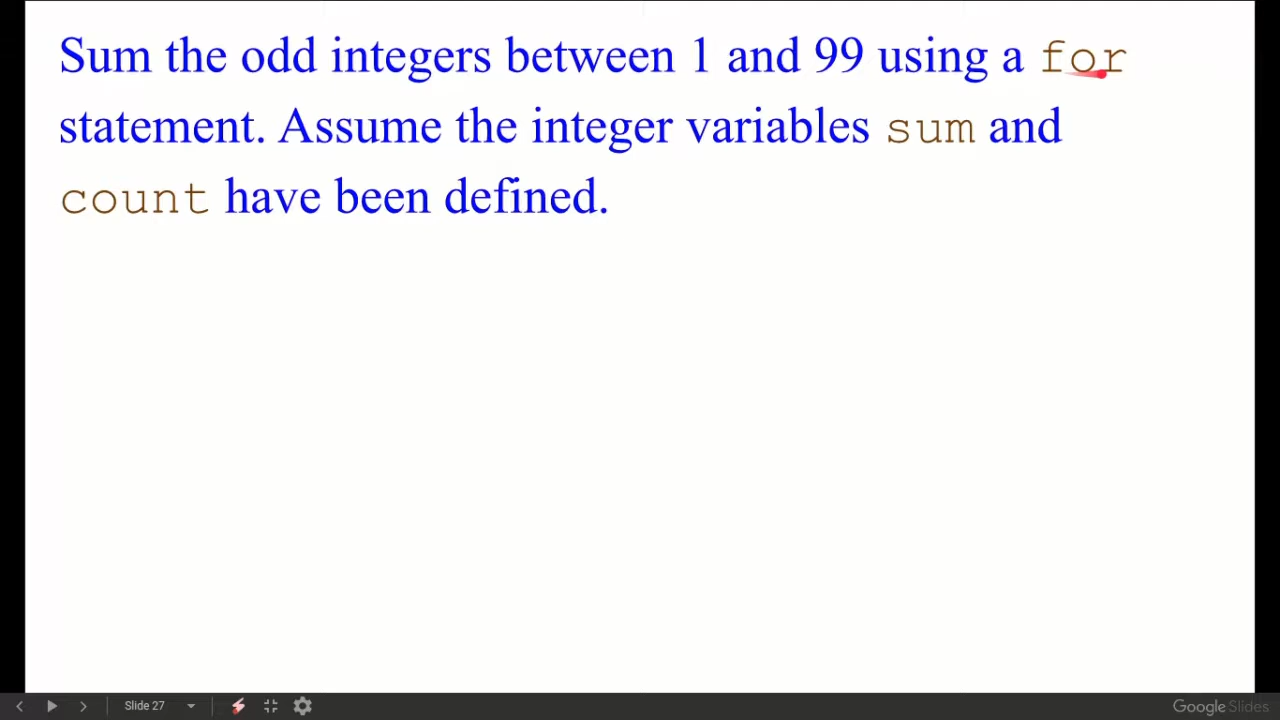 Sum the odd integers between 1 and 99 using a for
statement. Assume the integer variables sum and
count have been defined.
Slide 27
Google Slides